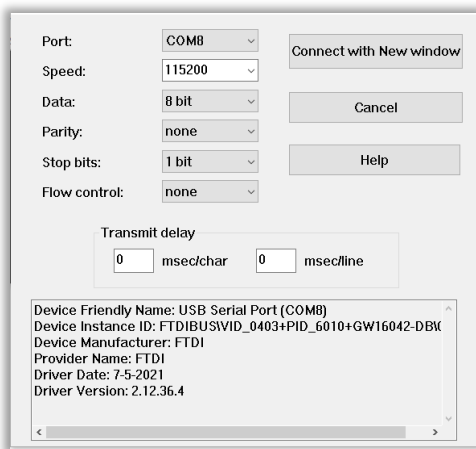 Port: COM8
Connect with New window
Speed: 115200
Data: 8 bit
Cancel
Parity: none
Stop bits: 1 bit
Help
Flow control: none
Transmit delay
0 msec/char 0 msec/line
Device Friendly Name: USB Serial Port (COM8)
Device Instance ID: FTDIBUS\VID_0403+PID_6010+GW16042-DB\0
Device Manufacturer: FTDI
Provider Name: FTDI
Driver Date: 7-5-2021
Driver Version: 2.12.36.4